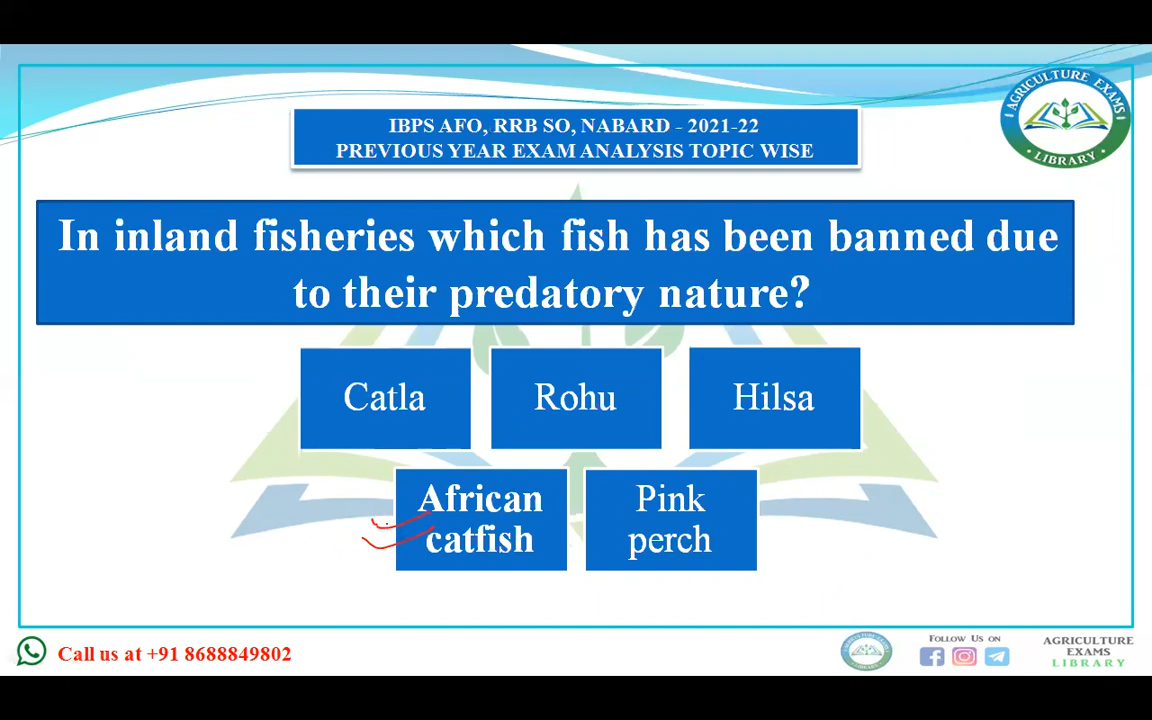 AGRICULTURE EXAMS
LIBRARY
IBPS AFO, RRB SO, NABARD - 2021-22
PREVIOUS YEAR EXAM ANALYSIS TOPIC WISE
In inland fisheries which fish has been banned due
to their predatory nature?
Catla
Rohu
Hilsa
African
catfish
Pink
perch
Call us at +91 8688849802
FOLLOW US ON
AGRICULTURE
EXAMS
LIBRARY